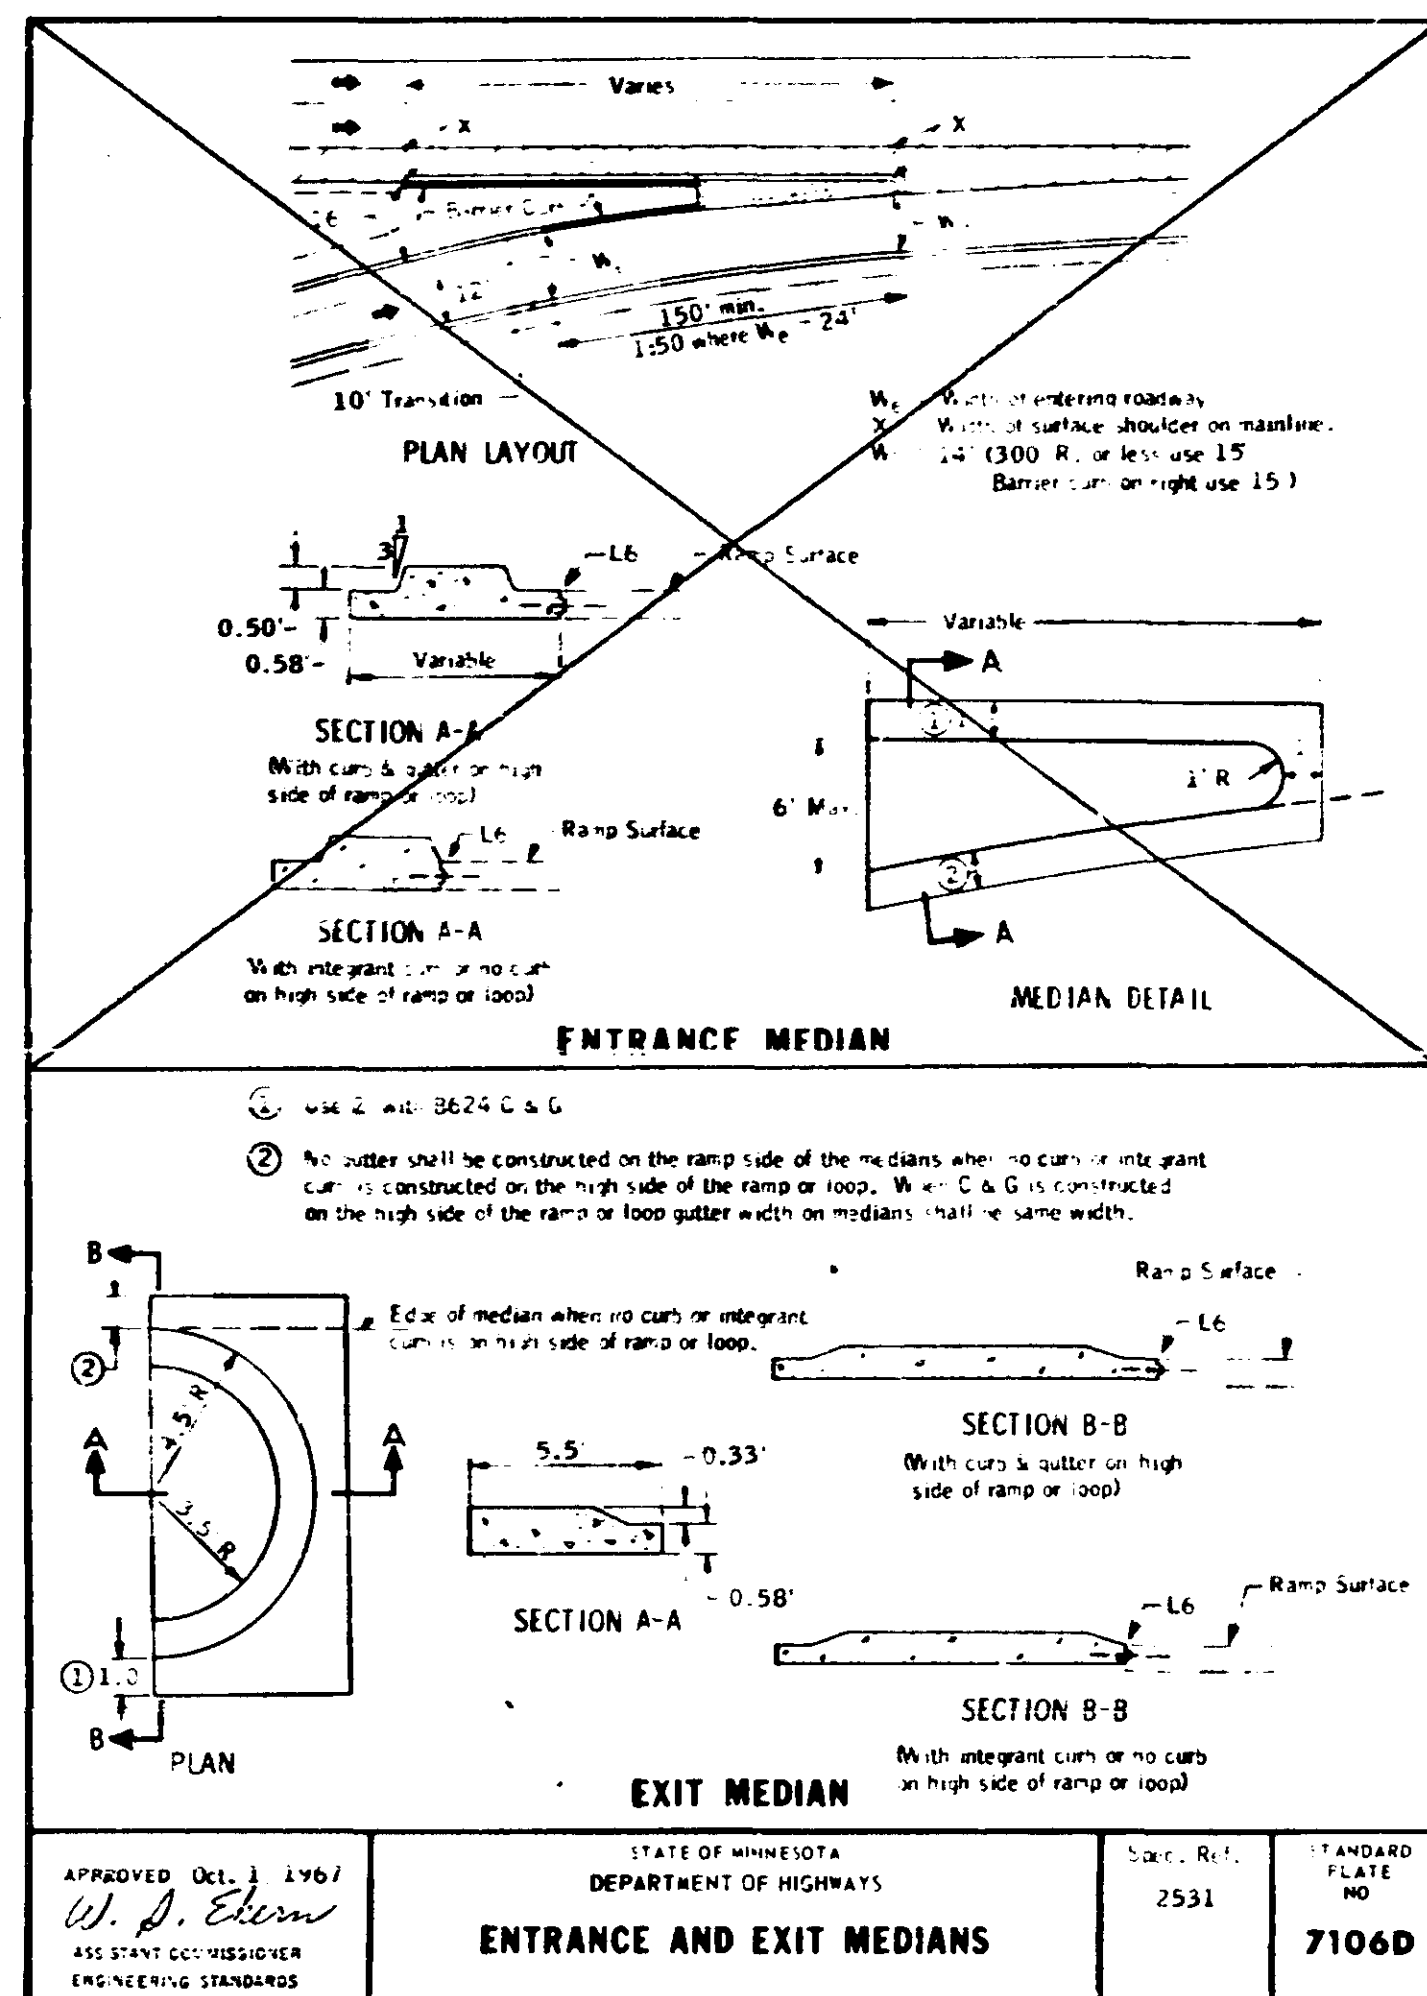 Varies
X
X
6
Barrier Curb
W
W
12'
150' min.
1:50 where We - 24'
10' Transition
PLAN LAYOUT
We Width of entering roadway
X Width of surface shoulder on mainline.
W 14' (300 R. or less use 15
Barrier curb on right use 15)
1
3
L6
Ramp Surface
0.50'
0.58'
Variable
SECTION A-A
(With curb & gutter on high
side of ramp or loop)
L6
Ramp Surface
SECTION A-A
With integrant curb or no curb
on high side of ramp or loop)
Variable
A
1
1' R
6' Max.
2
A
MEDIAN DETAIL
ENTRANCE MEDIAN
1 Use 2 with B624 C & G
2 No gutter shall be constructed on the ramp side of the medians when no curb or integrant
curb is constructed on the high side of the ramp or loop. When C & G is constructed
on the high side of the ramp or loop gutter width on medians shall be same width.
B
Edge of median when no curb or integrant
curb is on high side of ramp or loop.
2
4.5' R
A
A
3.5' R
1 1.0
B
PLAN
5.5'
0.33'
0.58'
SECTION A-A
Ramp Surface
L6
SECTION B-B
(With curb & gutter on high
side of ramp or loop)
L6
Ramp Surface
SECTION B-B
(With integrant curb or no curb
on high side of ramp or loop)
EXIT MEDIAN
APPROVED Oct. 1 1967
W. S. Ekern
ASSISTANT COMMISSIONER
ENGINEERING STANDARDS
STATE OF MINNESOTA
DEPARTMENT OF HIGHWAYS
ENTRANCE AND EXIT MEDIANS
Spec. Ref.
2531
STANDARD
PLATE
NO
7106D